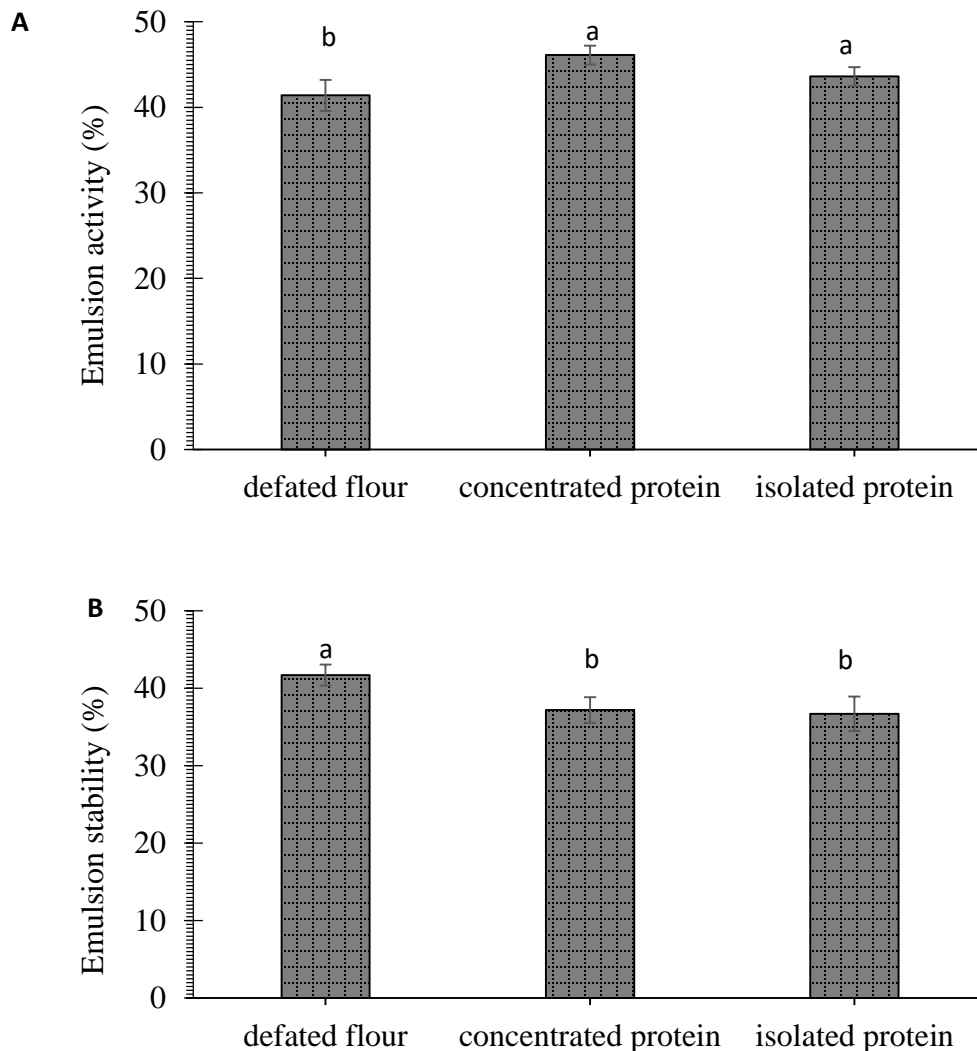 A
Emulsion activity (%)
50
40
30
20
10
0
b
a
a
defated flour
concentrated protein
isolated protein
B
Emulsion stability (%)
50
40
30
20
10
0
a
b
b
defated flour
concentrated protein
isolated protein